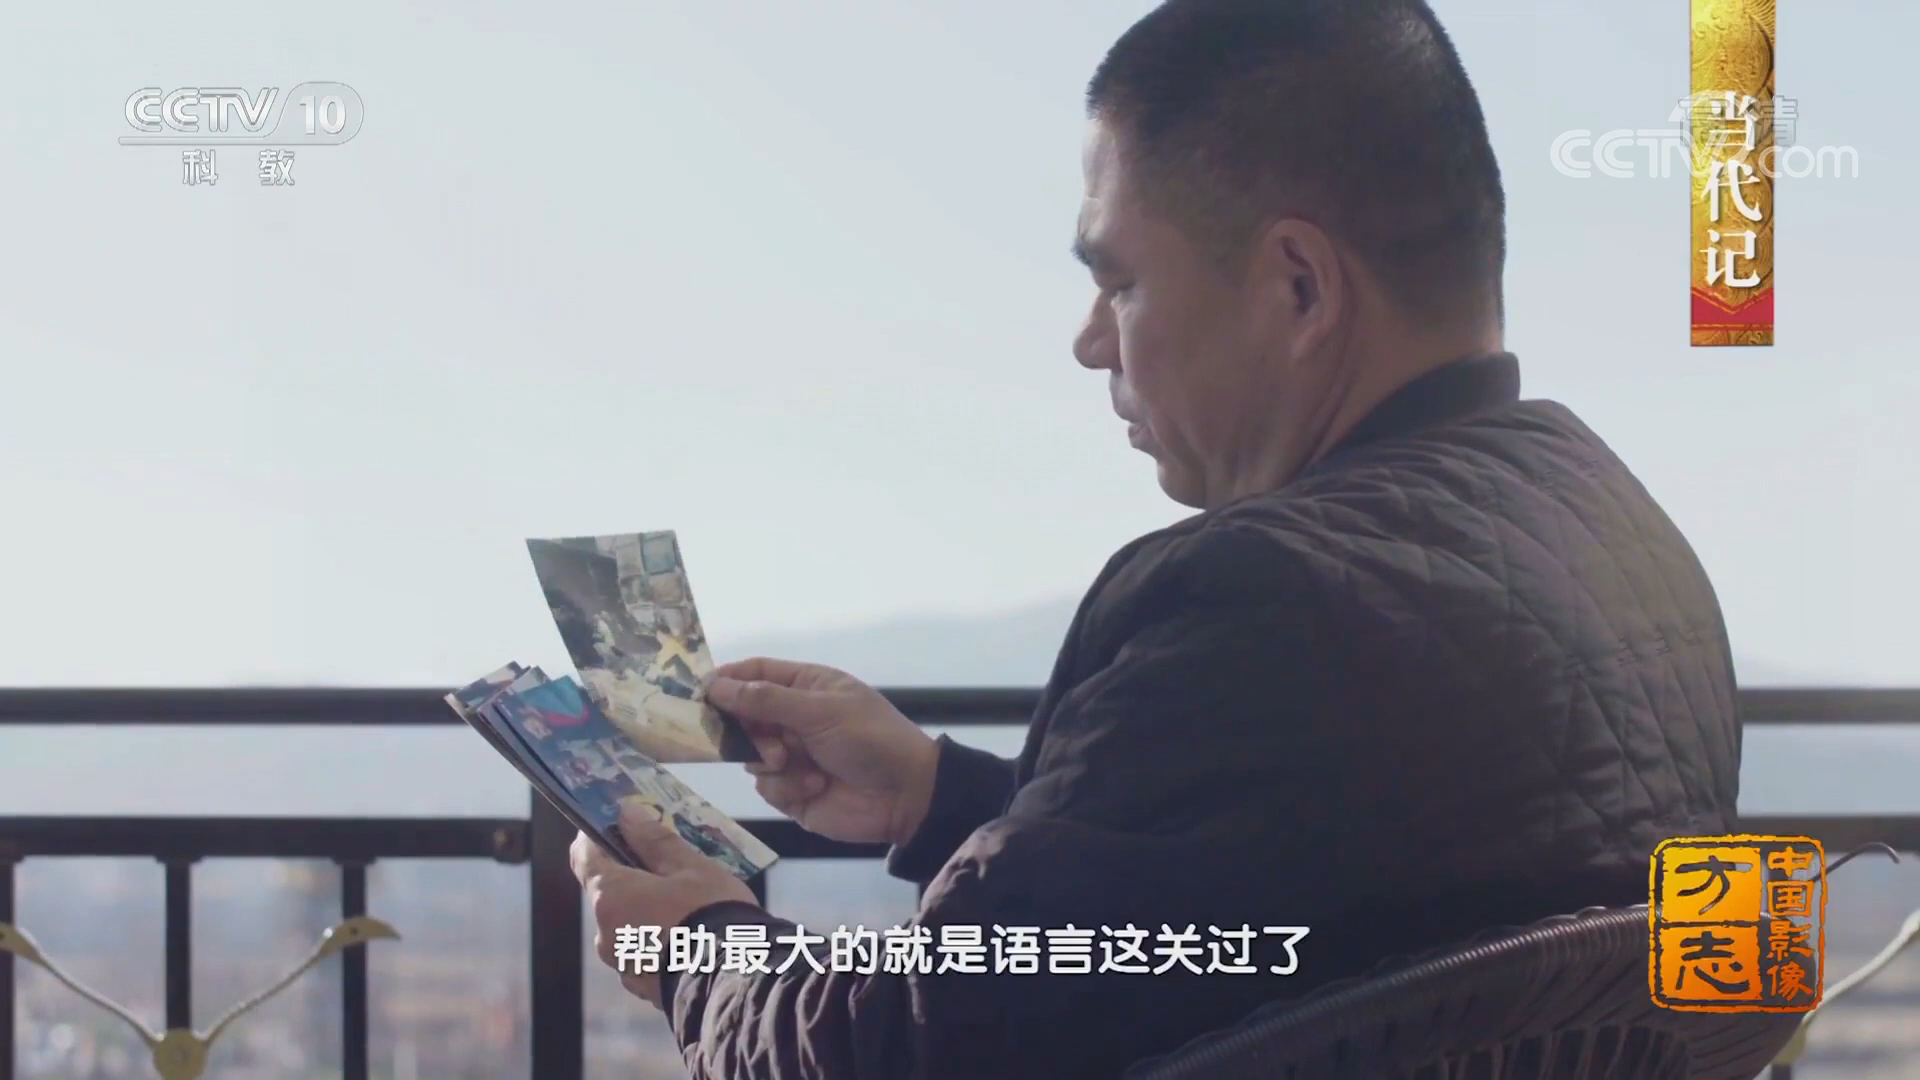 CCTV 10
科教
高清
CCTV.com
当代记
帮助最大的就是语言这关过了
中国影像
方志